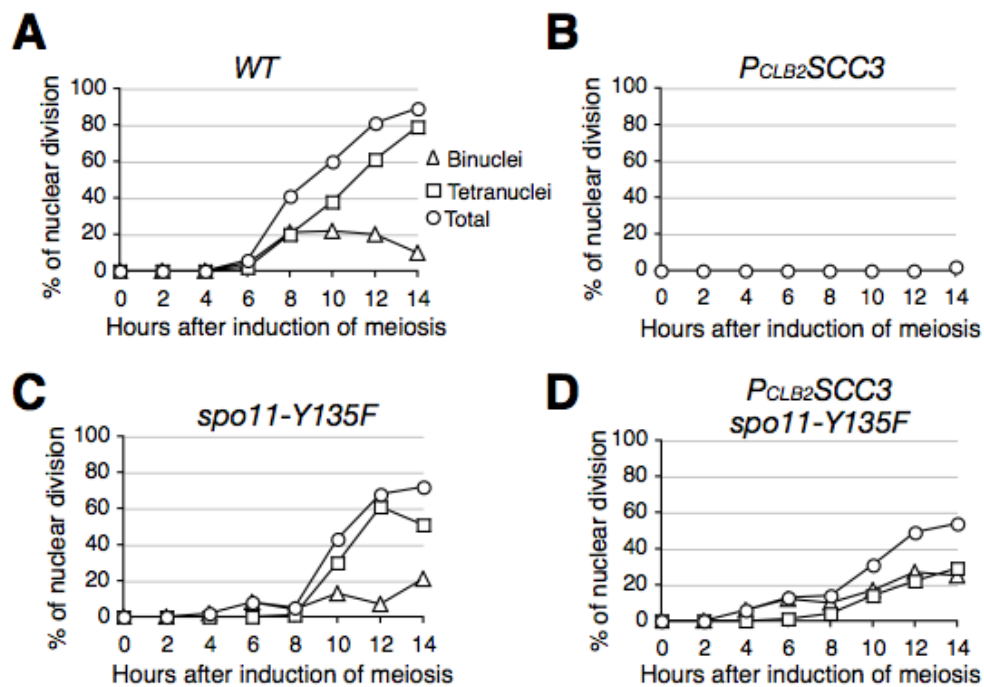 A
WT
% of nuclear division
100
80
60
40
20
0
0 2 4 6 8 10 12 14
Hours after induction of meiosis
Binuclei
Tetranuclei
Total
B
PCLB2SCC3
% of nuclear division
100
80
60
40
20
0
0 2 4 6 8 10 12 14
Hours after induction of meiosis
C
spo11-Y135F
% of nuclear division
100
80
60
40
20
0
0 2 4 6 8 10 12 14
Hours after induction of meiosis
D
PCLB2SCC3
spo11-Y135F
% of nuclear division
100
80
60
40
20
0
0 2 4 6 8 10 12 14
Hours after induction of meiosis